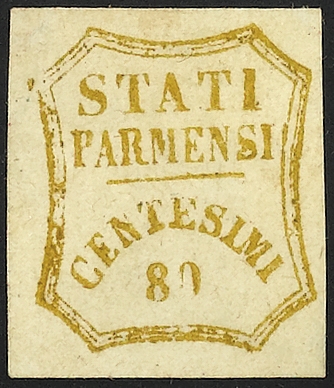 STATI
PARMENSI
CENTESIMI
80